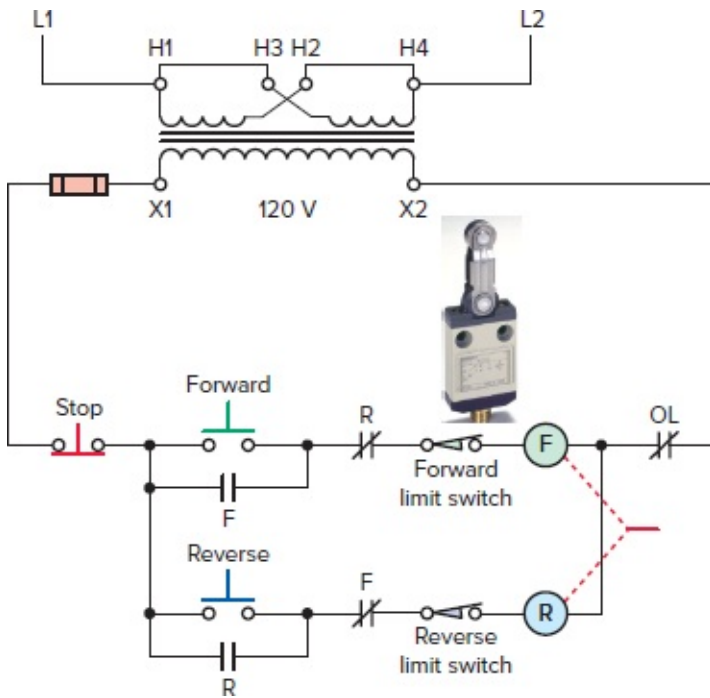 L1
L2
H1
H3
H2
H4
X1
120 V
X2
Stop
Forward
R
OL
F
Forward
limit switch
F
Reverse
F
R
Reverse
limit switch
R